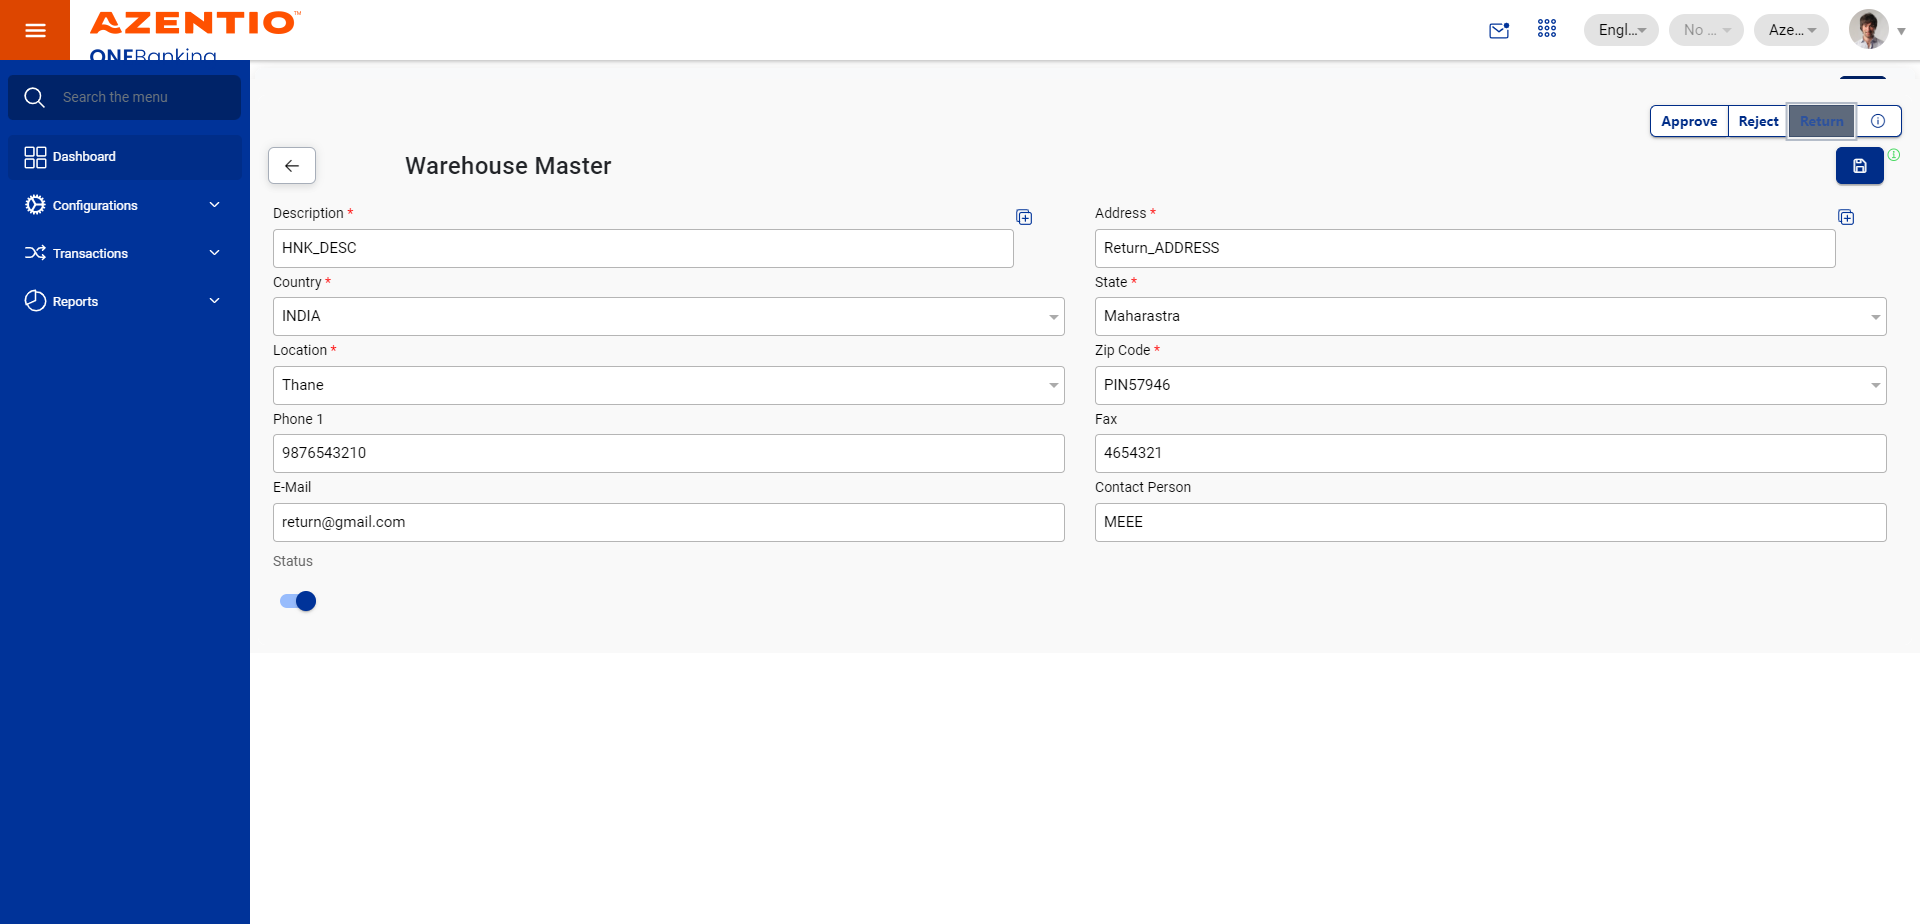 AZENTIO™
ONEBanking
Engl...
No ...
Aze...
Search the menu
Dashboard
Configurations
Transactions
Reports
Approve
Reject
Return
Warehouse Master
Description *
HNK_DESC
Address *
Return_ADDRESS
Country *
INDIA
State *
Maharastra
Location *
Thane
Zip Code *
PIN57946
Phone 1
9876543210
Fax
4654321
E-Mail
return@gmail.com
Contact Person
MEEE
Status